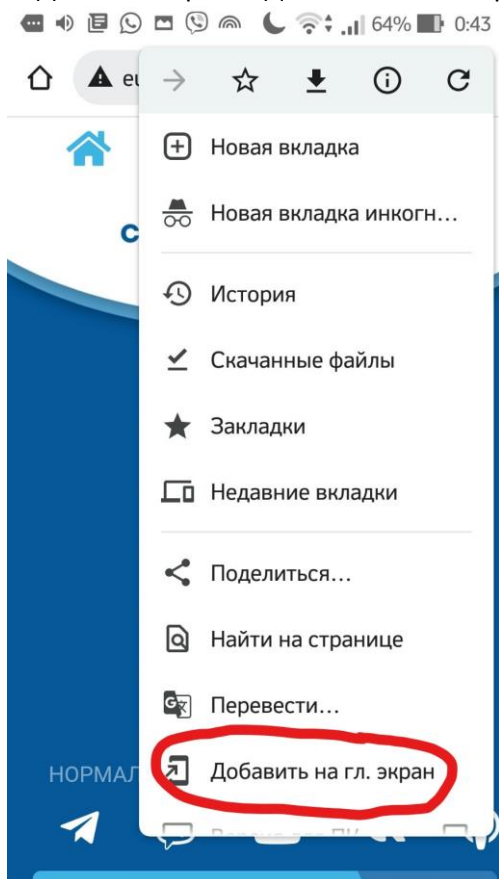 64% 0:43
eu
Новая вкладка
Новая вкладка инкогн...
с
История
Скачанные файлы
Закладки
Недавние вкладки
Поделиться...
Найти на странице
Перевести...
НОРМАЛ
Добавить на гл. экран